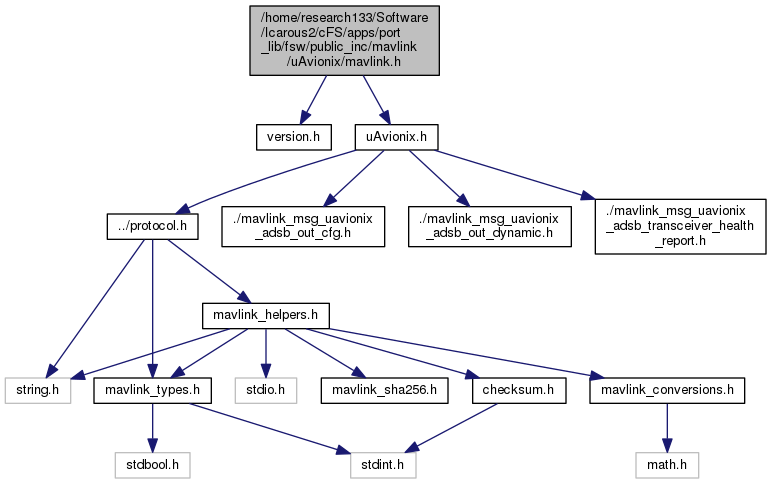 /home/research133/Software
/Icarous2/cFS/apps/port
_lib/fsw/public_inc/mavlink
/uAvionix/mavlink.h
version.h
uAvionix.h
../protocol.h
./mavlink_msg_uavionix
_adsb_out_cfg.h
./mavlink_msg_uavionix
_adsb_out_dynamic.h
./mavlink_msg_uavionix
_adsb_transceiver_health
_report.h
mavlink_helpers.h
string.h
mavlink_types.h
stdio.h
mavlink_sha256.h
checksum.h
mavlink_conversions.h
stdbool.h
stdint.h
math.h